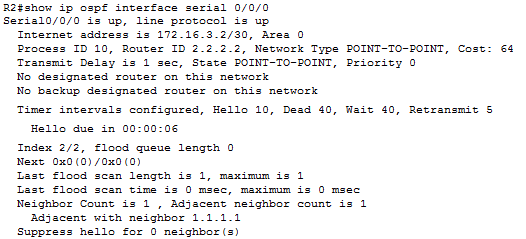 R2#show ip ospf interface serial 0/0/0
Serial0/0/0 is up, line protocol is up
Internet address is 172.16.3.2/30, Area 0
Process ID 10, Router ID 2.2.2.2, Network Type POINT-TO-POINT, Cost: 64
Transmit Delay is 1 sec, State POINT-TO-POINT, Priority 0
No designated router on this network
No backup designated router on this network
Timer intervals configured, Hello 10, Dead 40, Wait 40, Retransmit 5
Hello due in 00:00:06
Index 2/2, flood queue length 0
Next 0x0(0)/0x0(0)
Last flood scan length is 1, maximum is 1
Last flood scan time is 0 msec, maximum is 0 msec
Neighbor Count is 1 , Adjacent neighbor count is 1
Adjacent with neighbor 1.1.1.1
Suppress hello for 0 neighbor(s)